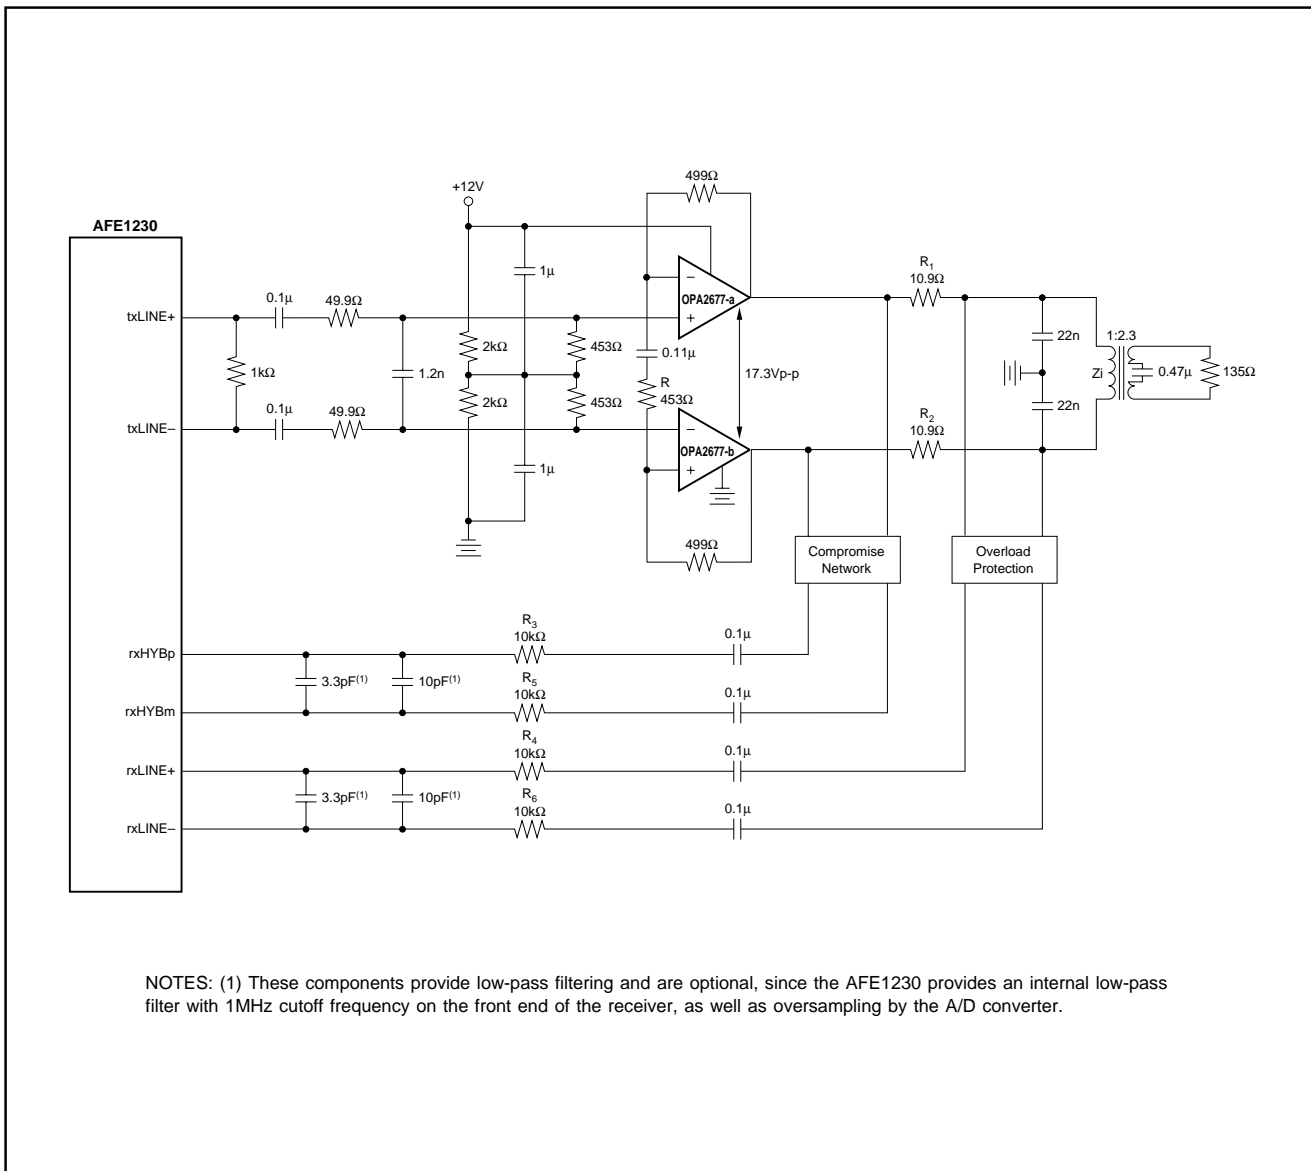 499Ω
+12V
AFE1230
R1
10.9Ω
1μ
−
OPA2677-a
+
0.1μ
49.9Ω
txLINE+
22n
1:2.3
2kΩ
453Ω
0.11μ
1kΩ
1.2n
17.3Vp-p
Zi
0.47μ
135Ω
R
453Ω
2kΩ
453Ω
22n
0.1μ
49.9Ω
txLINE−
−
R2
10.9Ω
OPA2677-b
+
1μ
499Ω
Compromise
Network
Overload
Protection
R3
10kΩ
0.1μ
rxHYBp
3.3pF(1)
10pF(1)
R5
10kΩ
0.1μ
rxHYBm
R4
10kΩ
0.1μ
rxLINE+
3.3pF(1)
10pF(1)
R6
10kΩ
0.1μ
rxLINE−
NOTES: (1) These components provide low-pass filtering and are optional, since the AFE1230 provides an internal low-pass
filter with 1MHz cutoff frequency on the front end of the receiver, as well as oversampling by the A/D converter.